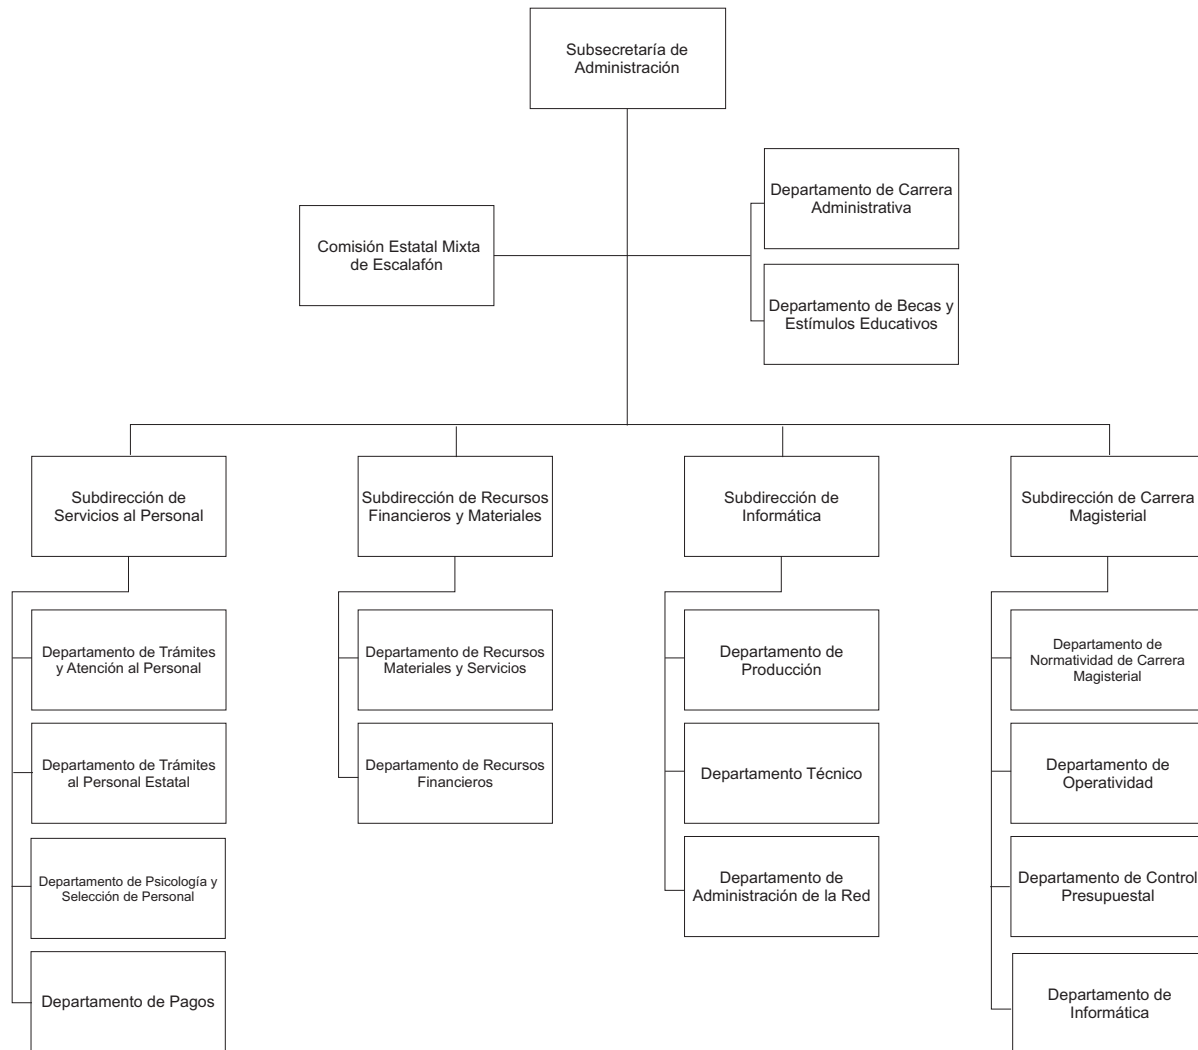 Subsecretaría de
Administración
Departamento de Carrera
Administrativa
Comisión Estatal Mixta
de Escalafón
Departamento de Becas y
Estímulos Educativos
Subdirección de
Servicios al Personal
Subdirección de Recursos
Financieros y Materiales
Subdirección de
Informática
Subdirección de Carrera
Magisterial
Departamento de Trámites
y Atención al Personal
Departamento de Recursos
Materiales y Servicios
Departamento de
Producción
Departamento de
Normatividad de Carrera
Magisterial
Departamento de Trámites
al Personal Estatal
Departamento de Recursos
Financieros
Departamento Técnico
Departamento de
Operatividad
Departamento de Psicología y
Selección de Personal
Departamento de
Administración de la Red
Departamento de Control
Presupuestal
Departamento de Pagos
Departamento de
Informática